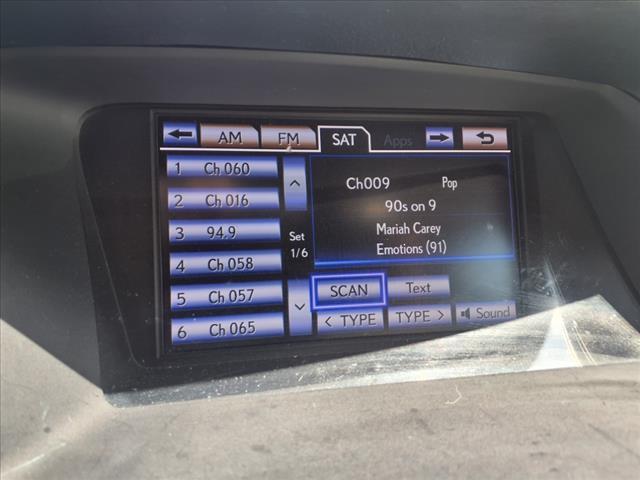 AM FM SAT Apps
1 Ch 060
2 Ch 016
3 94.9
4 Ch 058
5 Ch 057
6 Ch 065
Set
1/6
Ch009 Pop
90s on 9
Mariah Carey
Emotions (91)
SCAN Text
< TYPE TYPE > Sound